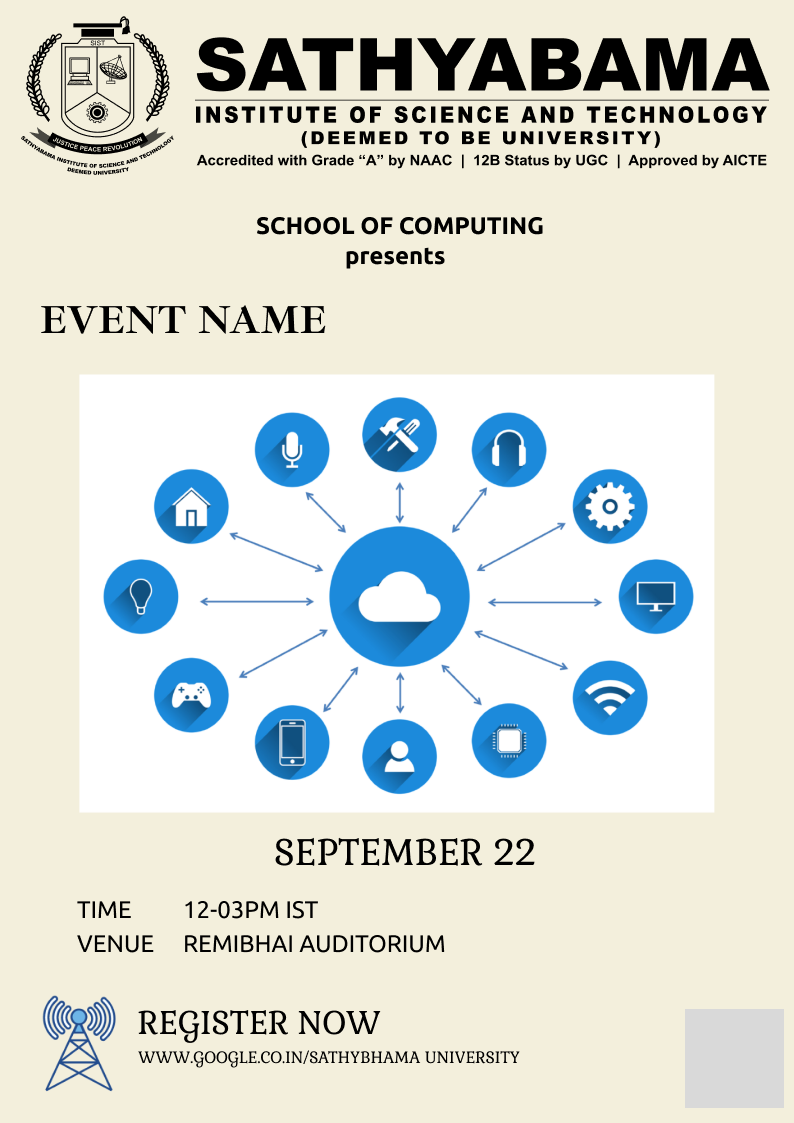 SIST
JUSTICE PEACE REVOLUTION
SATHYABAMA INSTITUTE OF SCIENCE AND TECHNOLOGY
DEEMED UNIVERSITY
SATHYABAMA
INSTITUTE OF SCIENCE AND TECHNOLOGY
(DEEMED TO BE UNIVERSITY)
Accredited with Grade “A” by NAAC | 12B Status by UGC | Approved by AICTE
SCHOOL OF COMPUTING
presents
EVENT NAME
SEPTEMBER 22
TIME 12-03PM IST
VENUE REMIBHAI AUDITORIUM
REGISTER NOW
WWW.GOOGLE.CO.IN/SATHYBHAMA UNIVERSITY